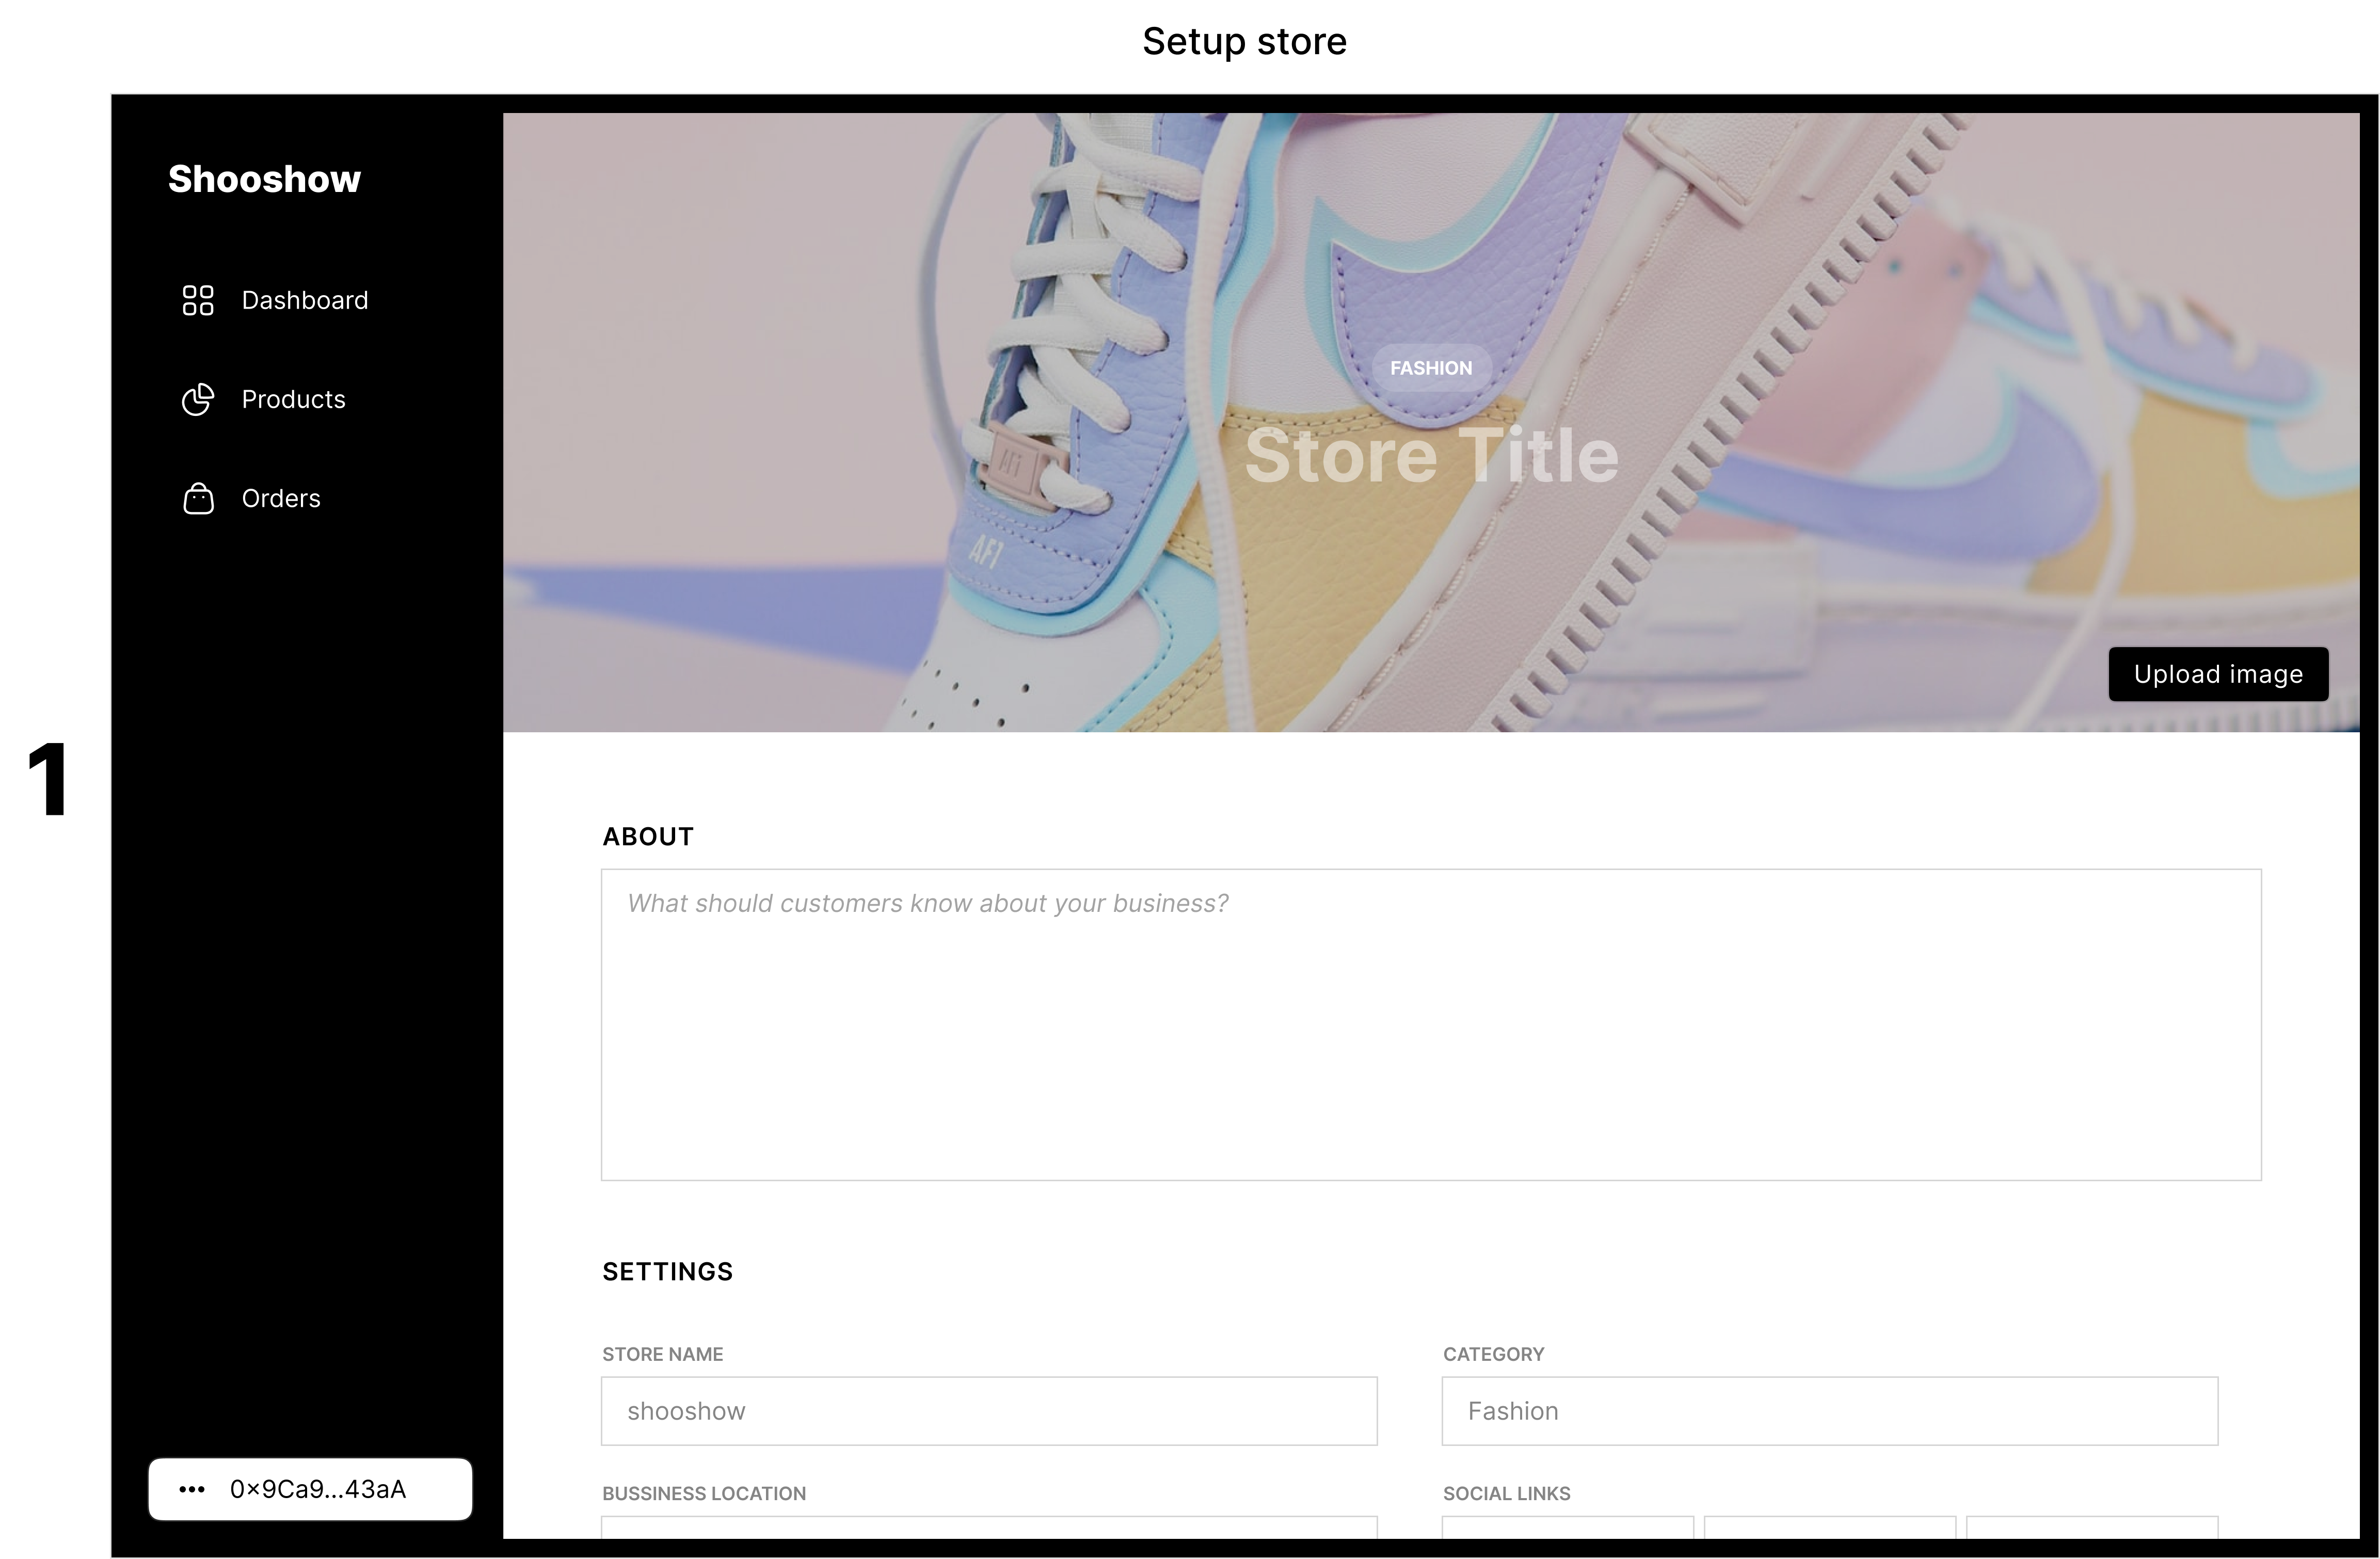 Setup store
1
Shooshow
Dashboard
Products
Orders
0×9Ca9...43aA
AF1
FASHION
Store Title
Upload image
ABOUT
What should customers know about your business?
SETTINGS
STORE NAME
CATEGORY
shooshow
Fashion
BUSSINESS LOCATION
SOCIAL LINKS